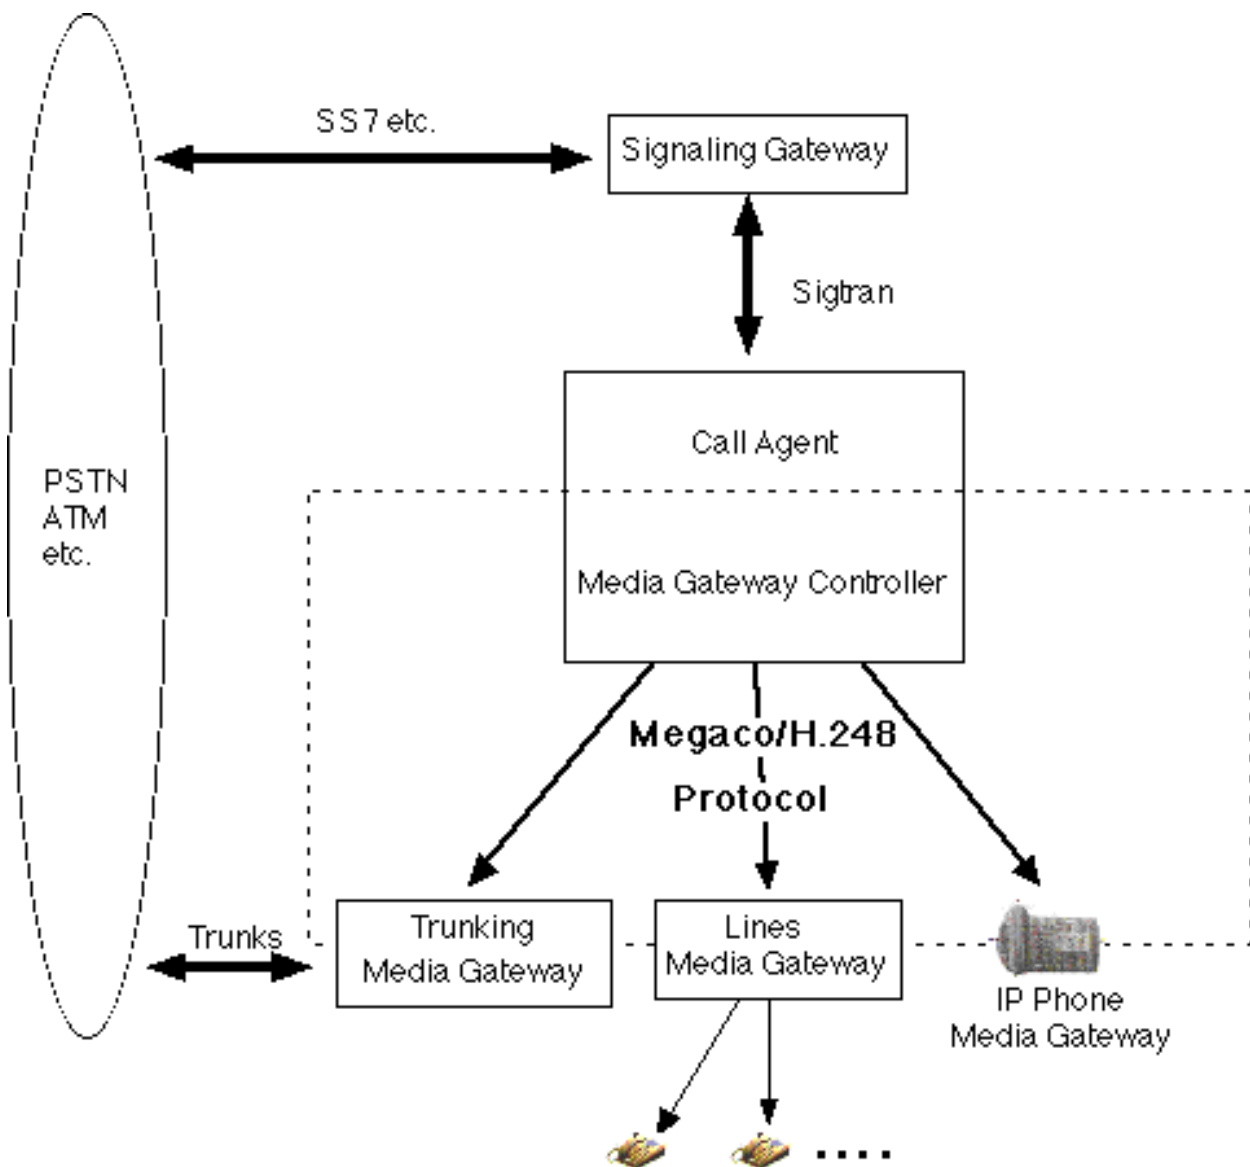 SS7 etc.
Signaling Gateway
Sigtran
Call Agent
PSTN
ATM
etc.
Media Gateway Controller
Megaco/H.248
Protocol
Trunks
Trunking
Media Gateway
Lines
Media Gateway
IP Phone
Media Gateway
....